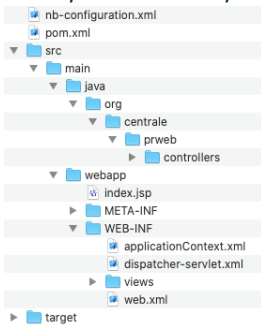 nb-configuration.xml
pom.xml
src
main
java
org
centrale
prweb
controllers
webapp
index.jsp
META-INF
WEB-INF
applicationContext.xml
dispatcher-servlet.xml
views
web.xml
target